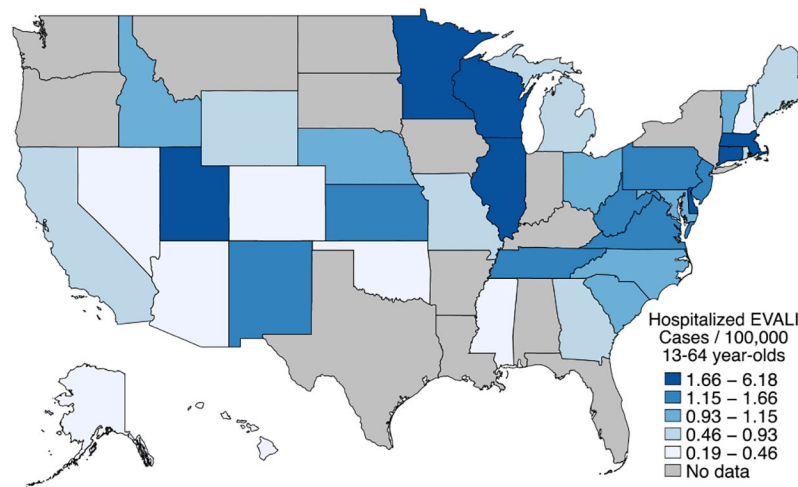 Hospitalized EVALI
Cases / 100,000
13-64 year-olds
1.66 – 6.18
1.15 – 1.66
0.93 – 1.15
0.46 – 0.93
0.19 – 0.46
No data